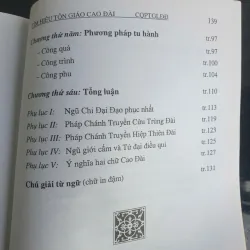 TÌM HIỂU TÔN GIÁO CAO ĐÀI CQPTGLĐĐ
139
Chương thứ năm: Phương pháp tu hành tr.97
- Công quả tr.97
- Công trình tr.100
- Công phu tr.104
Chương thứ sáu: Tổng luận tr.110
Phụ lục I: Ngũ Chi Đại Đạo phục nhất tr.113
Phụ lục II: Pháp Chánh Truyền Cửu Trùng Đài tr.119
Phụ lục III: Pháp Chánh Truyền Hiệp Thiên Đài tr.123
Phụ lục IV: Ngũ giới cấm và Tứ đại điều qui tr.127
Phụ lục V: Ý nghĩa hai chữ Cao Đài tr.131
Chú giải từ ngữ (chữ in đậm)